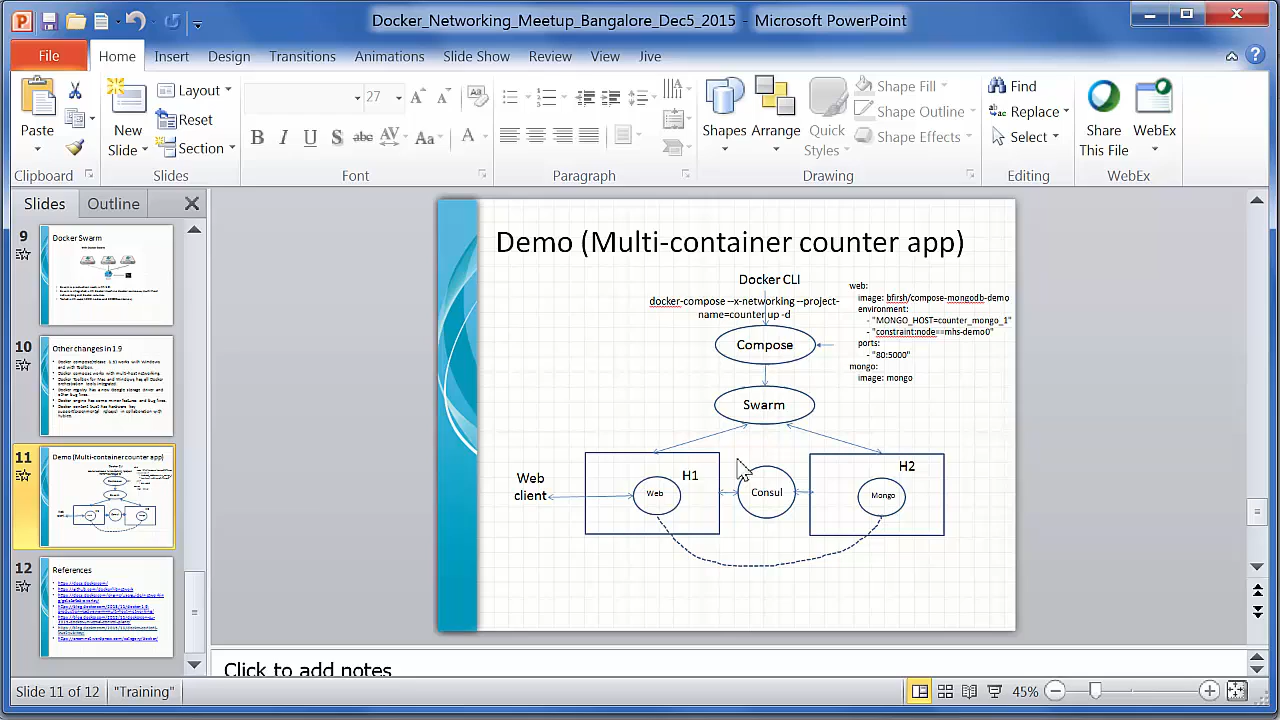 Docker_Networking_Meetup_Bangalore_Dec5_2015 - Microsoft PowerPoint
File Home Insert Design Transitions Animations Slide Show Review View Jive
Paste
Clipboard
New Slide
Layout
Reset
Section
Slides
27
B I U S abc AV Aa A
Font
Paragraph
Shapes
Arrange
Quick Styles
Shape Fill
Shape Outline
Shape Effects
Drawing
Find
Replace
Select
Editing
Share This File
WebEx
WebEx
Slides Outline
9
Docker Swarm
10
Other changes in 1.9
11
Demo (Multi-container counter app)
12
References
Demo (Multi-container counter app)
Docker CLI
docker-compose –x-networking –project-
name=counter up -d
web:
image: bfirsh/compose-mongodb-demo
environment:
- "MONGO_HOST=counter_mongo_1"
- "constraint:node==mhs-demo0"
ports:
- "80:5000"
mongo:
image: mongo
Compose
Swarm
Web
client
H1
Web
Consul
H2
Mongo
Click to add notes
Slide 11 of 12
"Training"
45%